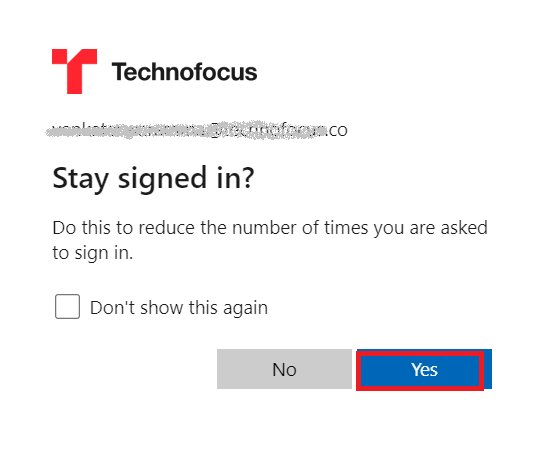 Technofocus
Stay signed in?
Do this to reduce the number of times you are asked
to sign in.
Don't show this again
No
Yes